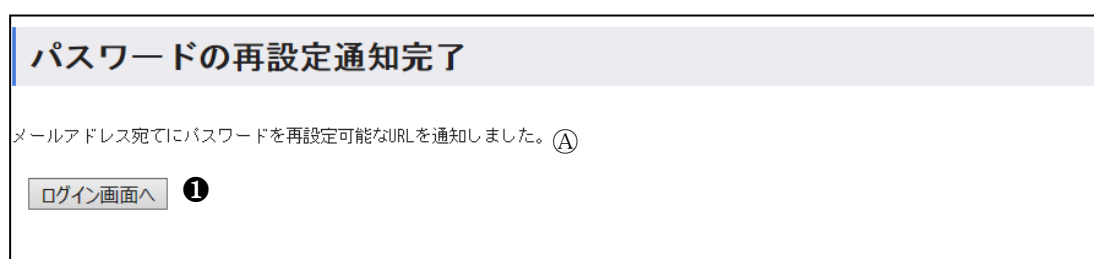 パスワードの再設定通知完了
メールアドレス宛てにパスワードを再設定可能なURLを通知しました。Ⓐ
ログイン画面へ ❶